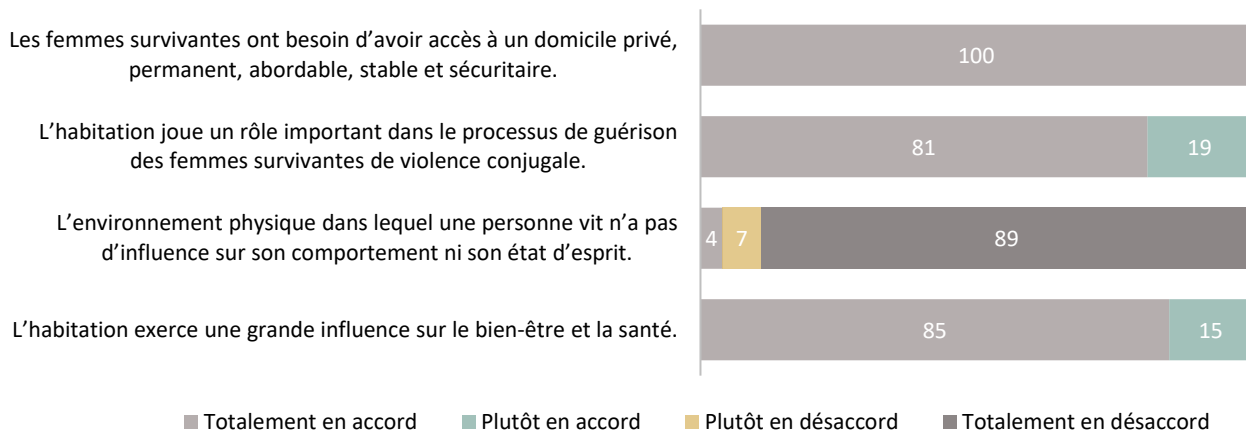 Les femmes survivantes ont besoin d’avoir accès à un domicile privé,
permanent, abordable, stable et sécuritaire.
100
L’habitation joue un rôle important dans le processus de guérison
des femmes survivantes de violence conjugale.
81 19
L’environnement physique dans lequel une personne vit n’a pas
d’influence sur son comportement ni son état d’esprit.
4 7 89
L’habitation exerce une grande influence sur le bien-être et la santé.
85 15
Totalement en accord Plutôt en accord Plutôt en désaccord Totalement en désaccord